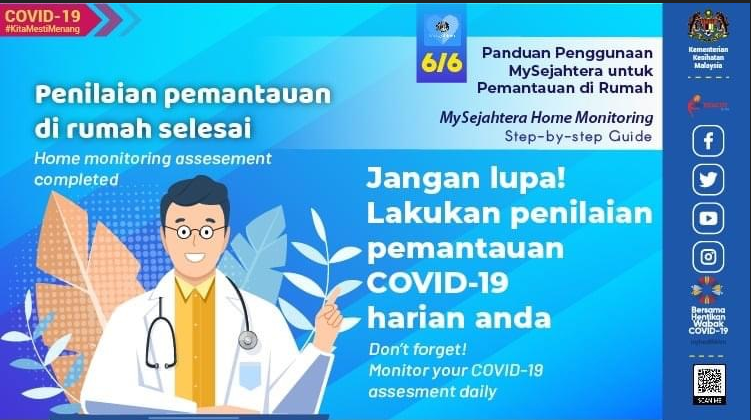 COVID-19
#KitaMestiMenang
6/6
Panduan Penggunaan
MySejahtera untuk
Pemantauan di Rumah
MySejahtera Home Monitoring
Step-by-step Guide
Penilaian pemantauan
di rumah selesai
Home monitoring assesement
completed
Jangan lupa!
Lakukan penilaian
pemantauan
COVID-19
harian anda
Don't forget!
Monitor your COVID-19
assesment daily
Kementerian
Kesihatan
Malaysia
Bersama
Hentikan
Wabak
COVID-19
SCAN ME